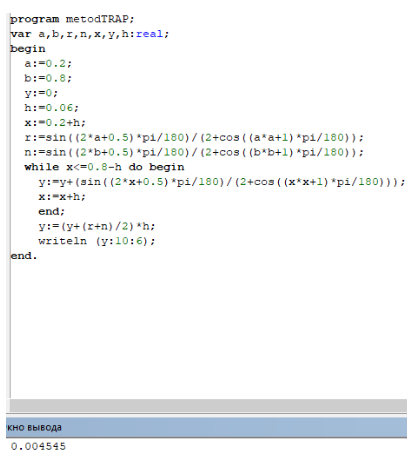 program metodTRAP;
var a,b,r,n,x,y,h:real;
begin
a:=0.2;
b:=0.8;
y:=0;
h:=0.06;
x:=0.2+h;
r:=sin((2*a+0.5)*pi/180)/(2+cos((a*a+1)*pi/180));
n:=sin((2*b+0.5)*pi/180)/(2+cos((b*b+1)*pi/180));
while x<=0.8-h do begin
y:=y+(sin((2*x+0.5)*pi/180)/(2+cos((x*x+1)*pi/180)));
x:=x+h;
end;
y:=(y+(r+n)/2)*h;
writeln (y:10:6);
end.
кно вывода
0.004545